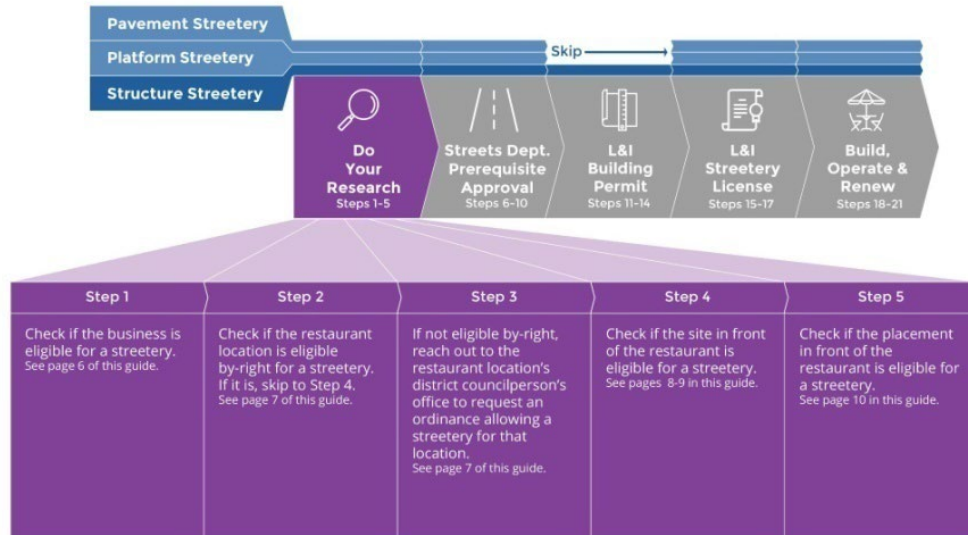 Pavement Streetery
Platform Streetery
Skip
Structure Streetery
Do
Your
Research
Steps 1-5
Streets Dept.
Prerequisite
Approval
Steps 6-10
L&I
Building
Permit
Steps 11-14
L&I
Streetery
License
Steps 15-17
Build,
Operate &
Renew
Steps 18-21
Step 1
Check if the business is
eligible for a streetery.
See page 6 of this guide.
Step 2
Check if the restaurant
location is eligible
by-right for a streetery.
If it is, skip to Step 4.
See page 7 of this guide.
Step 3
If not eligible by-right,
reach out to the
restaurant location's
district councilperson's
office to request an
ordinance allowing a
streetery for that
location.
See page 7 of this guide.
Step 4
Check if the site in front
of the restaurant is
eligible for a streetery.
See pages 8-9 in this guide.
Step 5
Check if the placement
in front of the
restaurant is eligible for
a streetery.
See page 10 in this guide.